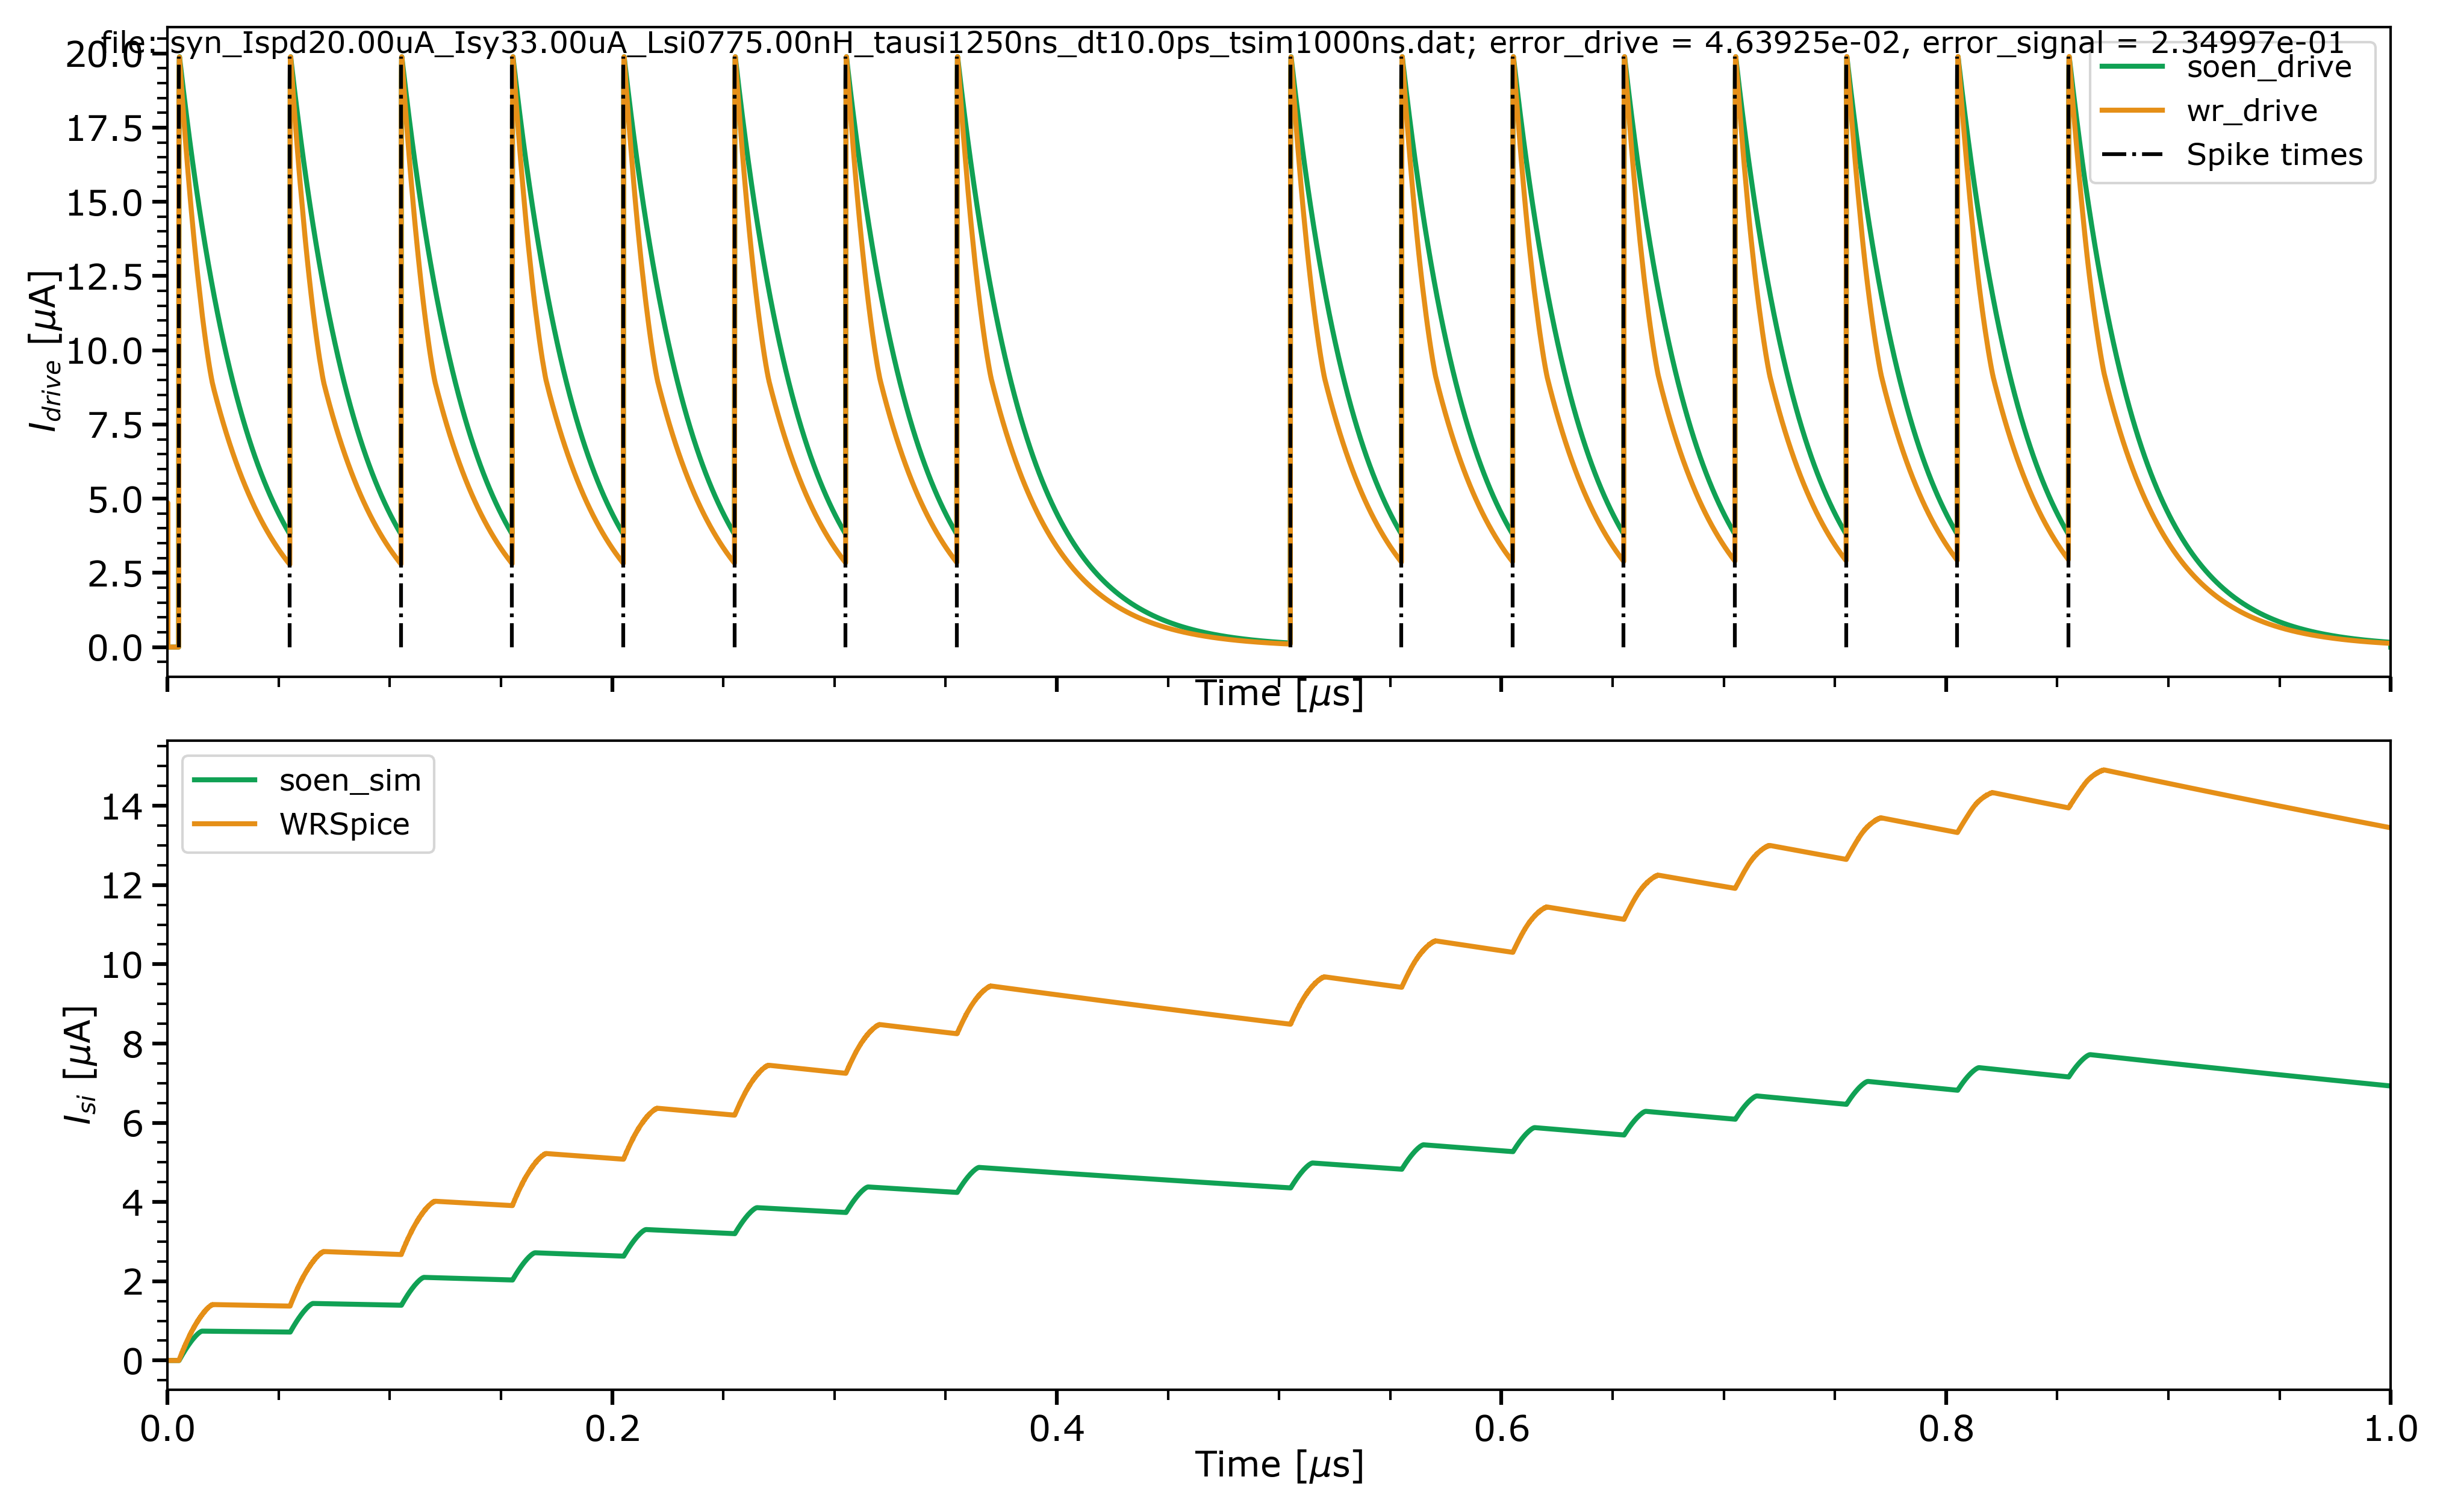 file: syn_Ispd20.00uA_Isy33.00uA_Lsi0775.00nH_tausi1250ns_dt10.0ps_tsim1000ns.dat; error_drive = 4.63925e-02, error_signal = 2.34997e-01
20.0
17.5
15.0
12.5
10.0
7.5
5.0
2.5
0.0
I_drive [μA]
soen_drive
wr_drive
Spike times
Time [μs]
soen_sim
WRSpice
14
12
10
8
6
4
2
0
I_si [μA]
0.0 0.2 0.4 0.6 0.8 1.0
Time [μs]